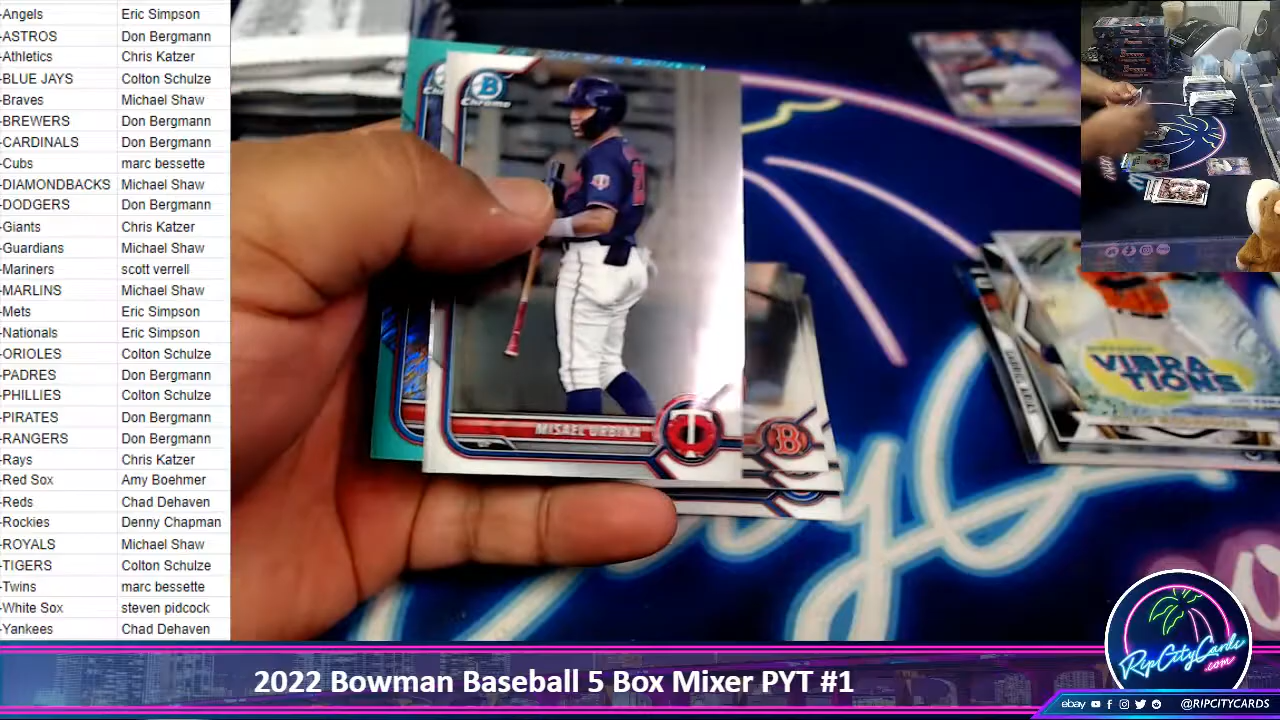 -Angels Eric Simpson
-ASTROS Don Bergmann
-Athletics Chris Katzer
-BLUE JAYS Colton Schulze
-Braves Michael Shaw
-BREWERS Don Bergmann
-CARDINALS Don Bergmann
-Cubs marc bessette
-DIAMONDBACKS Michael Shaw
-DODGERS Don Bergmann
-Giants Chris Katzer
-Guardians Michael Shaw
-Mariners scott verrell
-MARLINS Michael Shaw
-Mets Eric Simpson
-Nationals Eric Simpson
-ORIOLES Colton Schulze
-PADRES Don Bergmann
-PHILLIES Colton Schulze
-PIRATES Don Bergmann
-RANGERS Don Bergmann
-Rays Chris Katzer
-Red Sox Amy Boehmer
-Reds Chad Dehaven
-Rockies Denny Chapman
-ROYALS Michael Shaw
-TIGERS Colton Schulze
-Twins marc bessette
-White Sox steven pidcock
-Yankees Chad Dehaven
B
Chrome
MISAEL URBINA
T
B
GABRIEL ARIAS
VIBRA
TIONS
RipCityCards
.com
2022 Bowman Baseball 5 Box Mixer PYT #1
ebay @RIPCITYCARDS